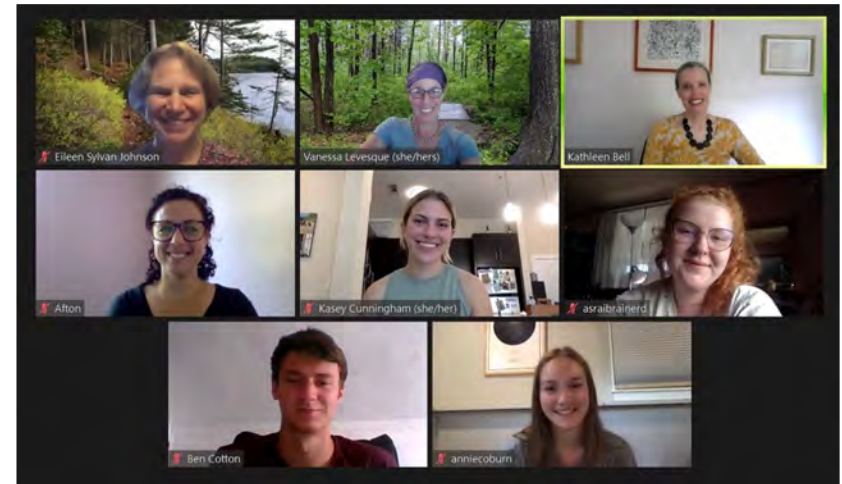 Eileen Sylvan Johnson
Vanessa Levesque (she/hers)
Kathleen Bell
Afton
Kasey Cunningham (she/her)
asraibrainerd
Ben Cotton
anniecoburn